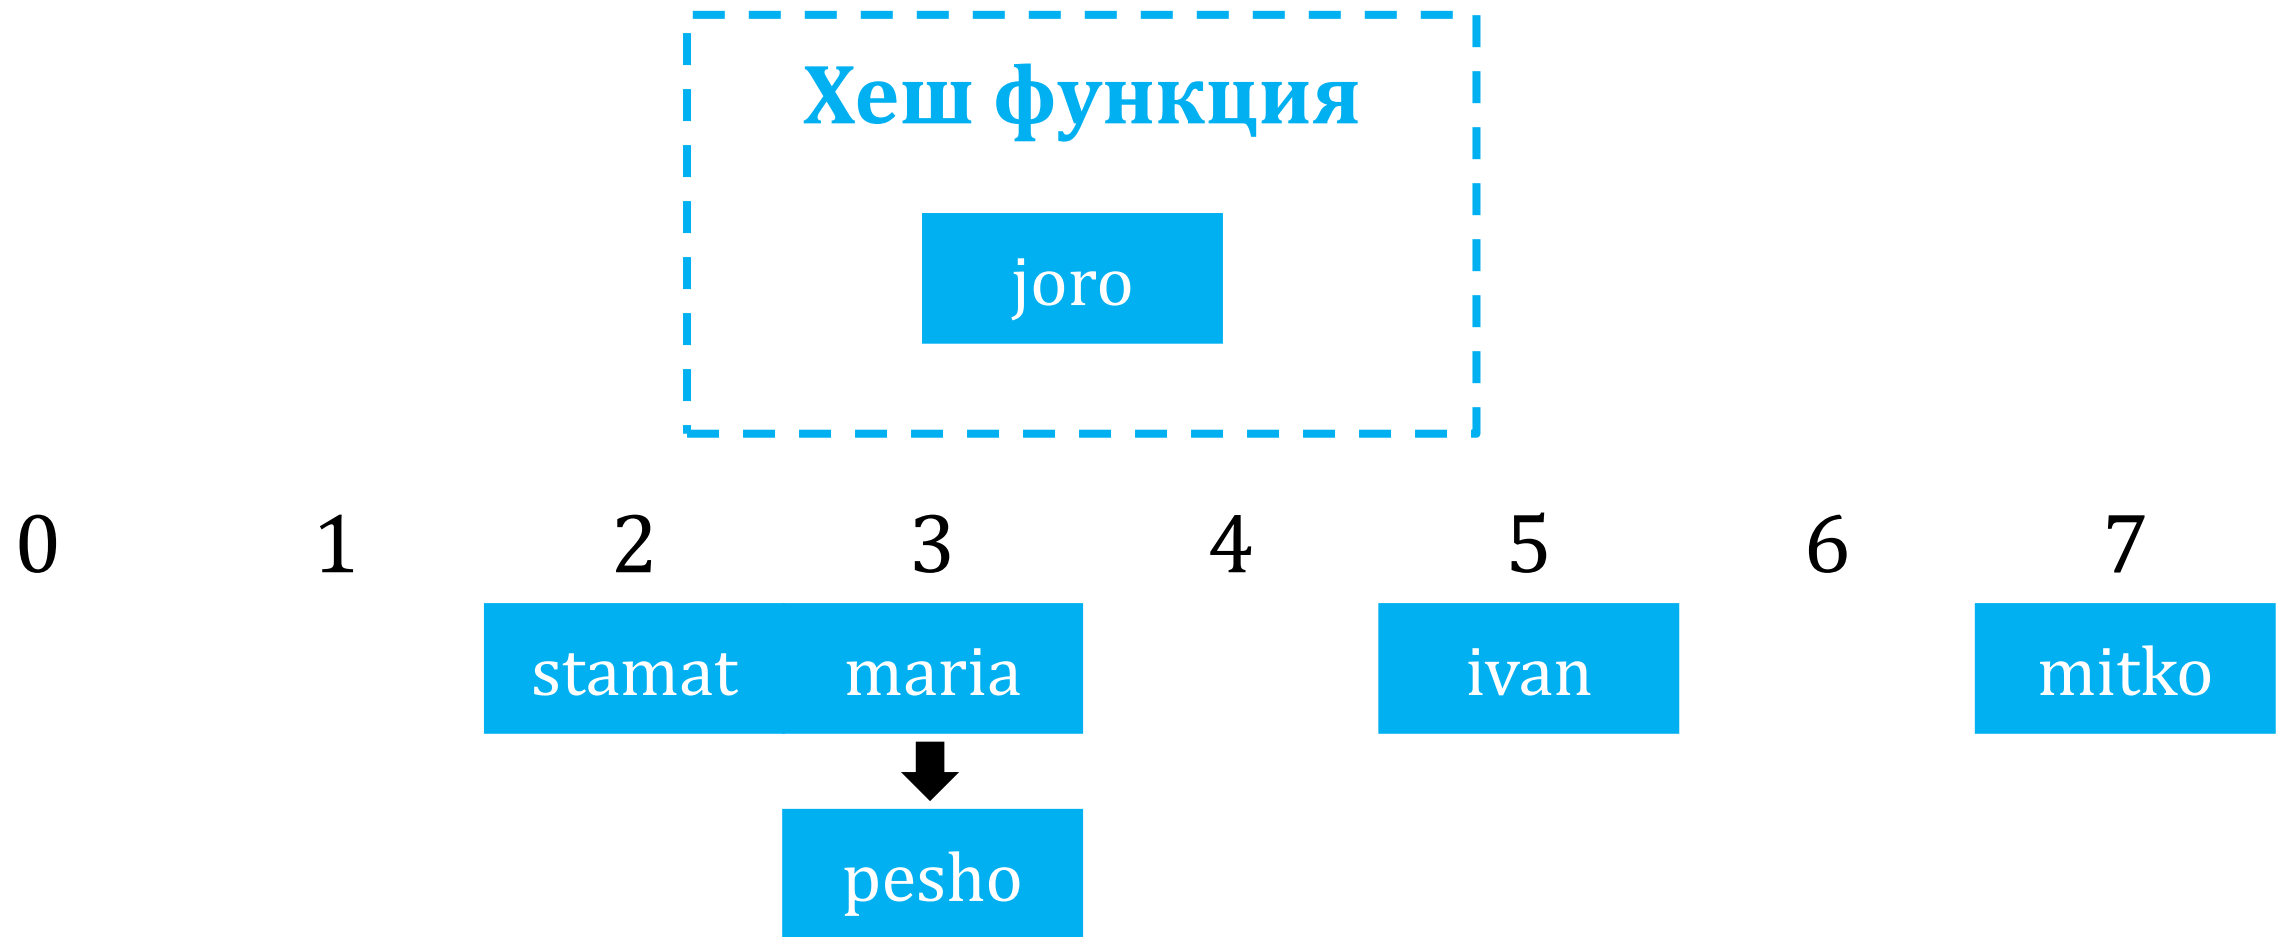 Хеш функция
joro
0 1 2 3 4 5 6 7
stamat maria ivan mitko
pesho